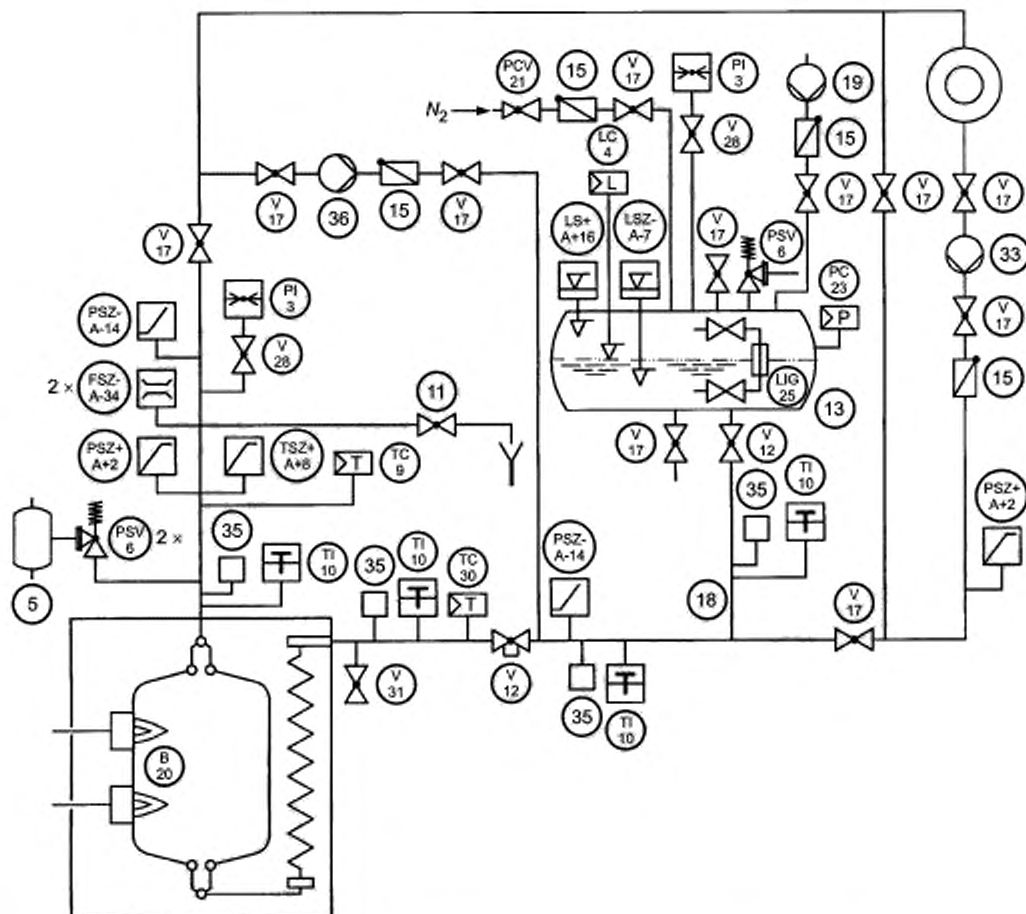 PCV
21
15
V
17
PI
3
19
N2
LC
4
V
28
15
L
V
17
36
15
V
17
LS+
A+16
LSZ-
A-7
V
17
PSV
6
V
17
V
17
V
17
V
17
33
PC
23
P
PSZ-
A-14
PI
3
V
28
V
17
2 ×
FSZ-
A-34
11
LIG
25
13
15
PSZ+
A+2
TSZ+
A+8
T
TC
9
V
17
V
12
35
TI
10
PSZ+
A+2
PSV
6
2 ×
35
TI
10
35
TI
10
TC
30
PSZ-
A-14
T
5
18
V
17
V
31
V
12
35
TI
10
B
20